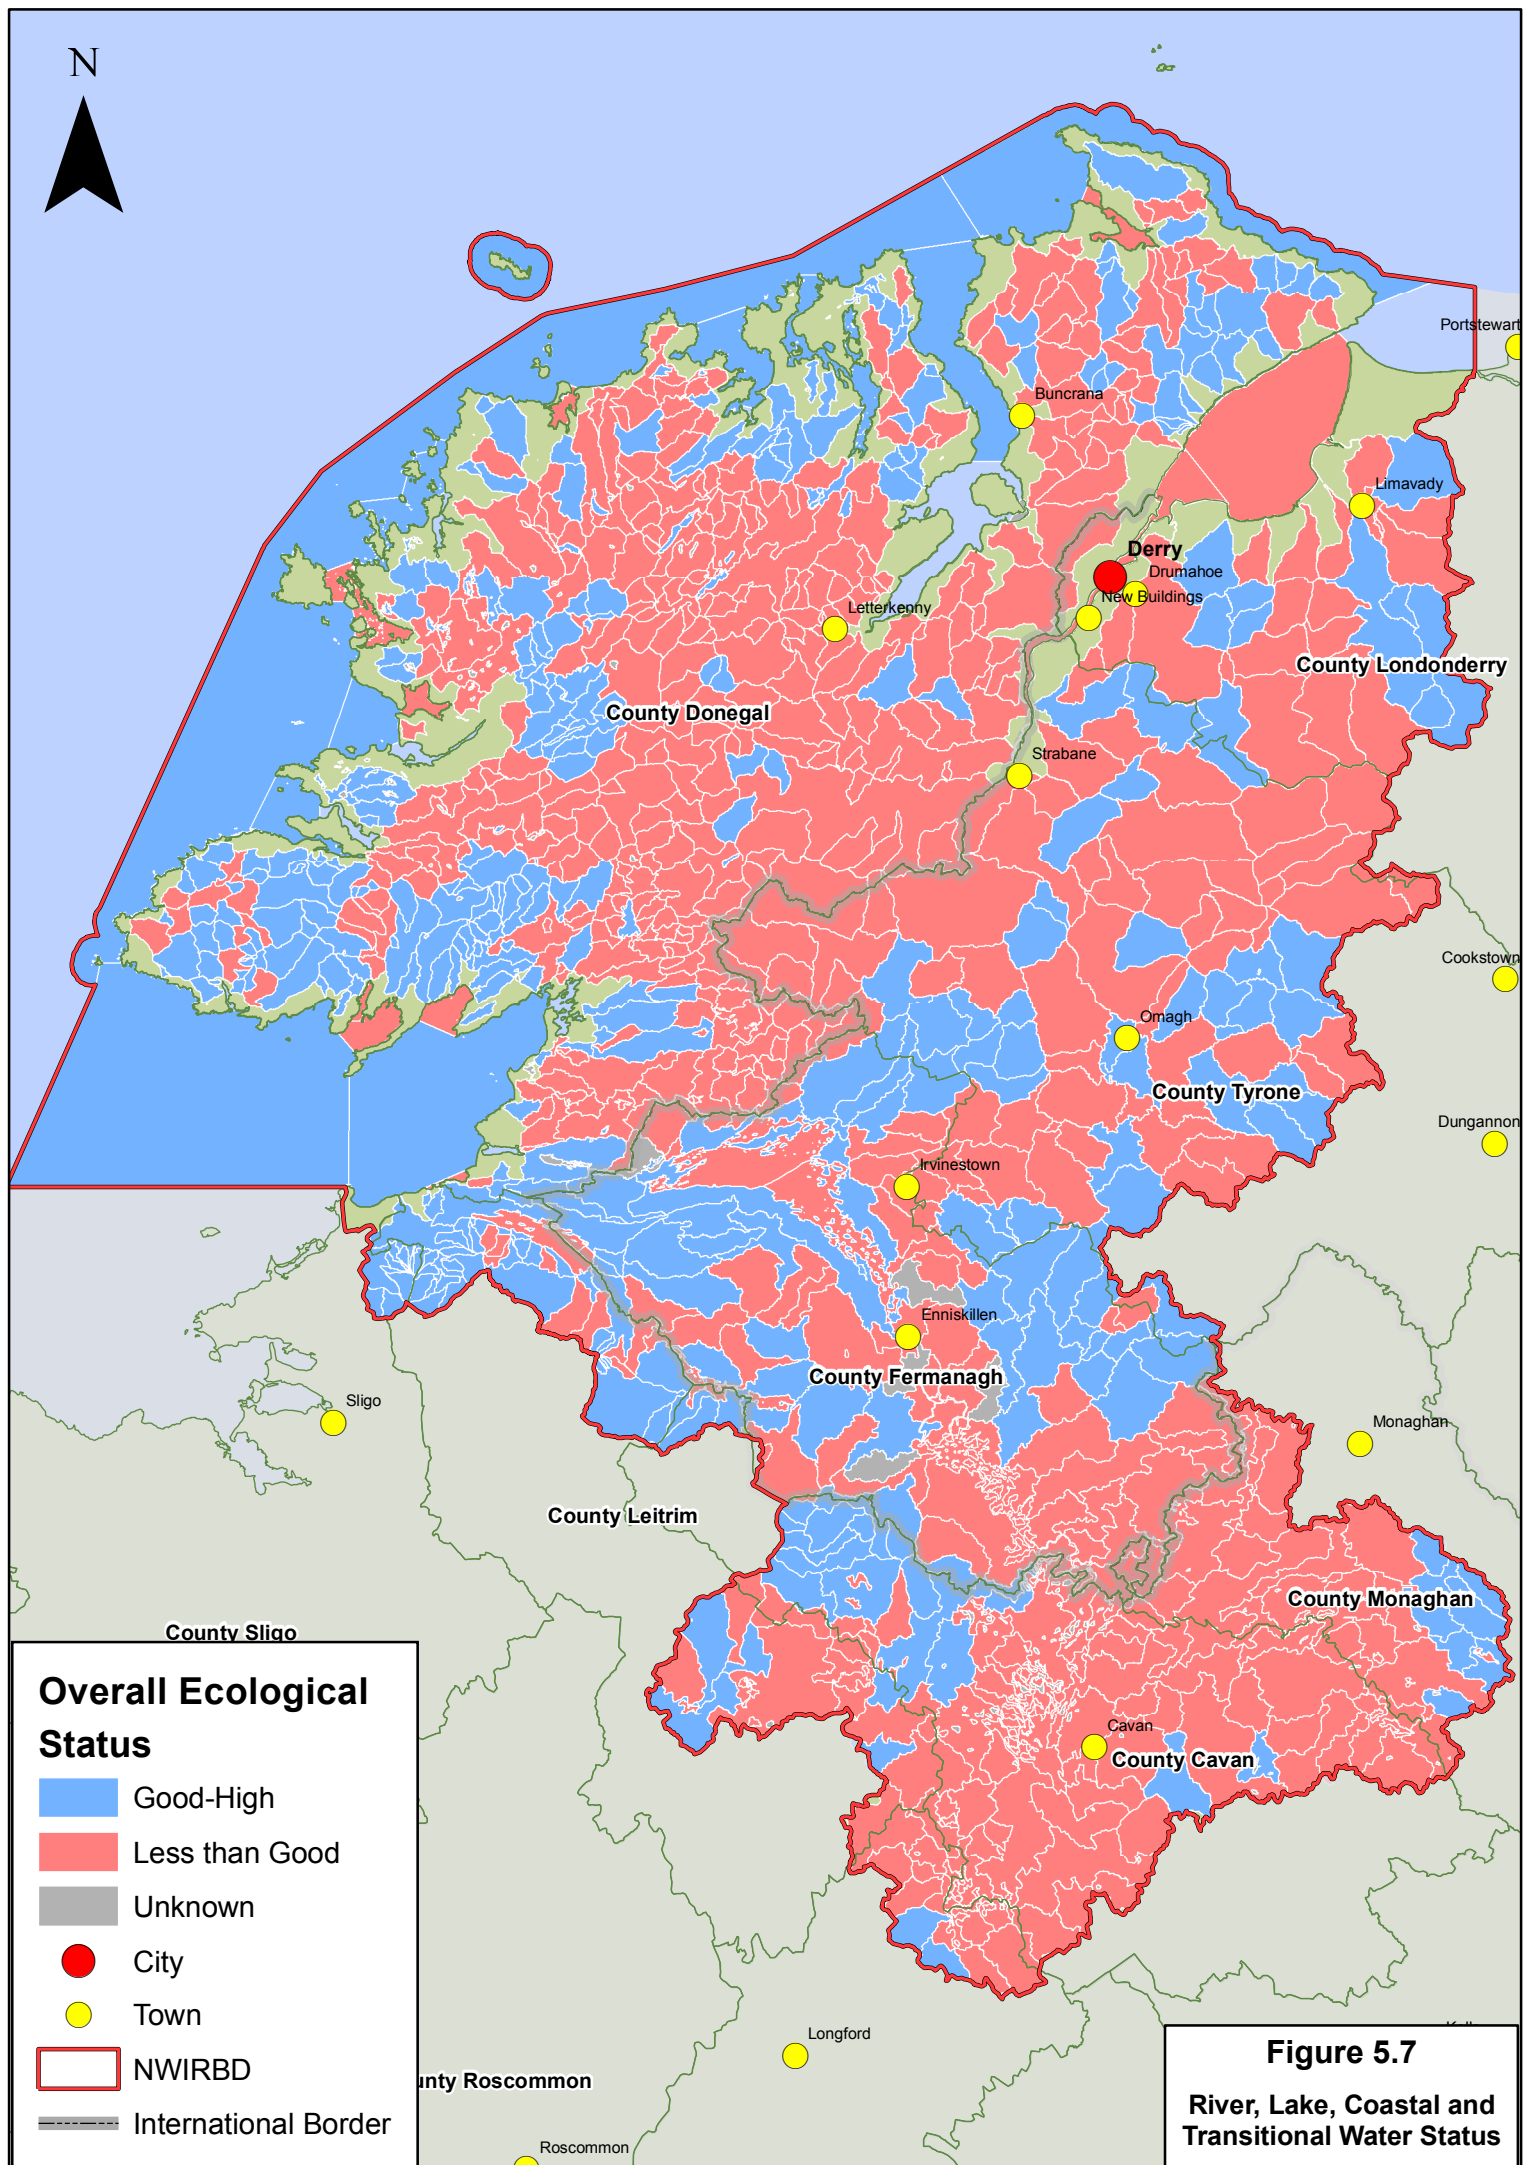 N
Portstewart
Buncrana
Limavady
Derry
Drumahoe
New Buildings
Letterkenny
County Londonderry
County Donegal
Strabane
Cookstown
Omagh
County Tyrone
Dungannon
Irvinestown
Enniskillen
County Fermanagh
Sligo
Monaghan
County Leitrim
County Monaghan
County Sligo
Cavan
County Cavan
Longford
unty Roscommon
Roscommon
Overall Ecological
Status
Good-High
Less than Good
Unknown
City
Town
NWIRBD
International Border
Figure 5.7
River, Lake, Coastal and
Transitional Water Status